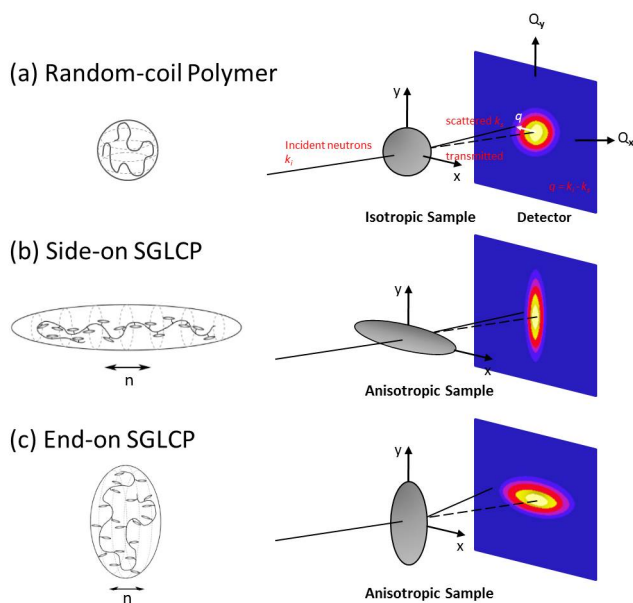 (a) Random-coil Polymer
Q_y
y
scattered k_s
q
Incident neutrons
k_i
transmitted
x
Q_x
q = k_i - k_s
Isotropic Sample
Detector
(b) Side-on SGLCP
y
x
n
Anisotropic Sample
(c) End-on SGLCP
y
x
n
Anisotropic Sample